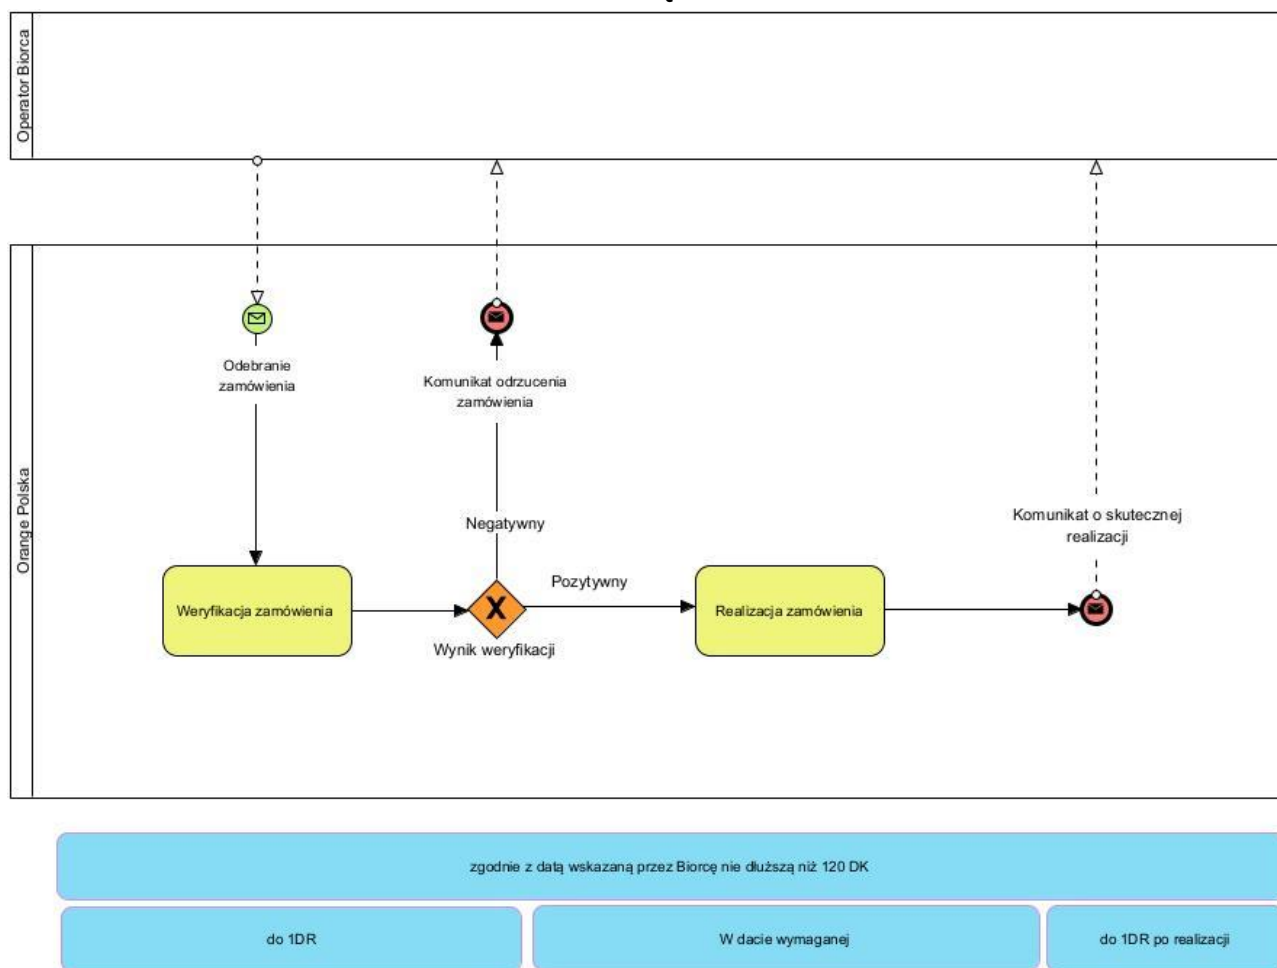 Operator Biorca
Odebranie
zamówienia
Komunikat odrzucenia
zamówienia
Orange Polska
Negatywny
Komunikat o skutecznej
realizacji
Pozytywny
Weryfikacja zamówienia
X
Realizacja zamówienia
Wynik weryfikacji
zgodnie z datą wskazaną przez Biorcę nie dłuższą niż 120 DK
do 1DR
W dacie wymaganej
do 1DR po realizacji